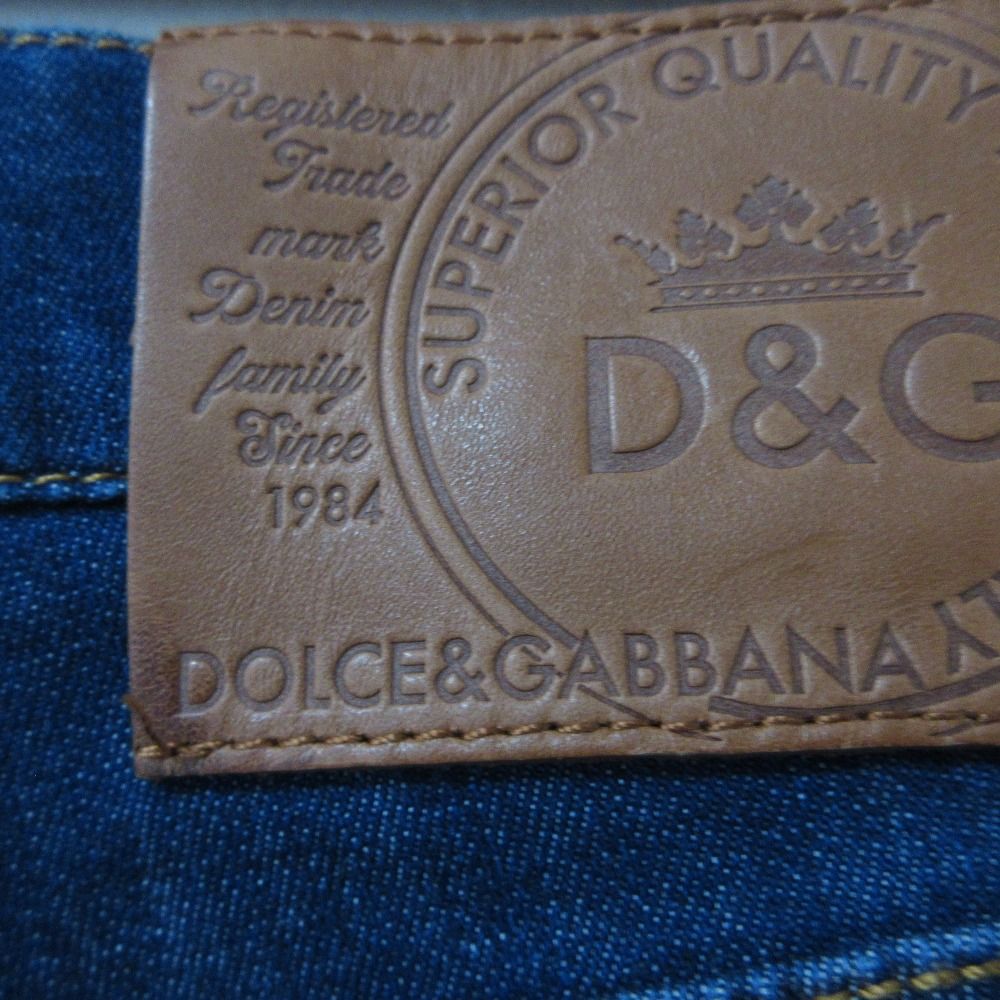 Registered
Trade
mark
Denim
family
Since
1984
SUPERIOR QUALITY
D&G
DOLCE&GABBANA